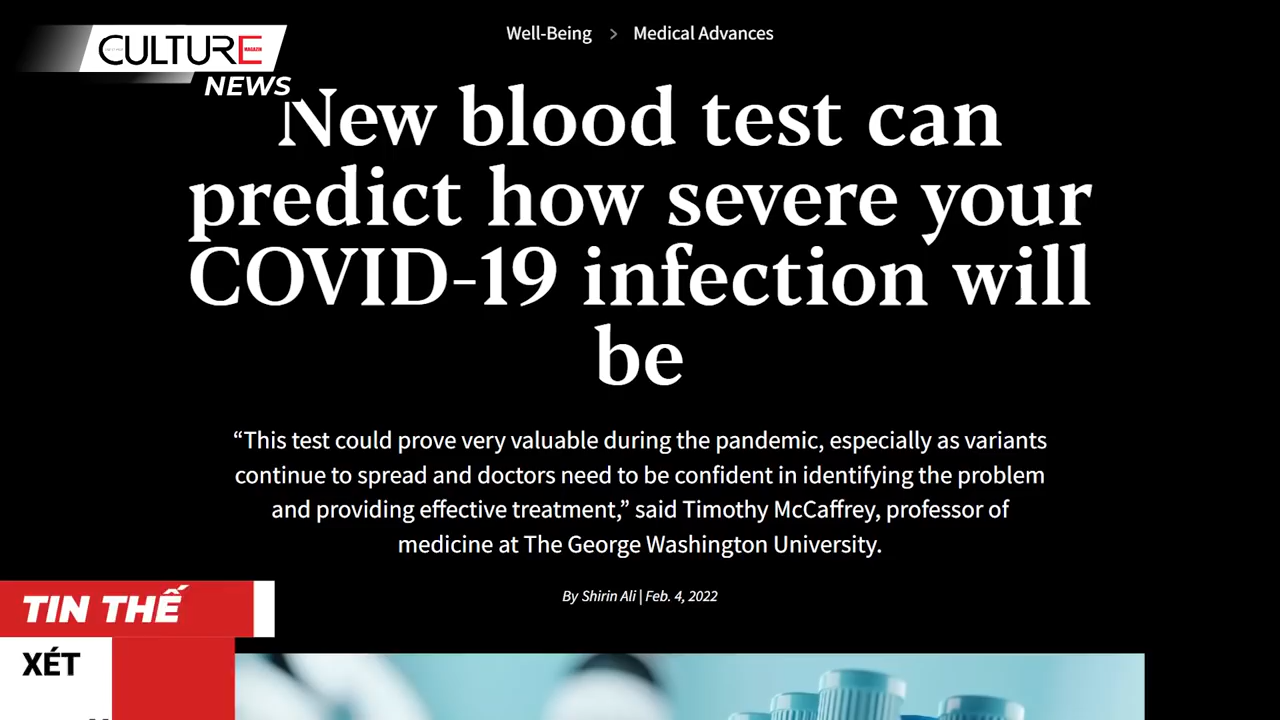 CULTURE
MAGAZIN
NEWS
Well-Being > Medical Advances
New blood test can
predict how severe your
COVID-19 infection will
be
“This test could prove very valuable during the pandemic, especially as variants
continue to spread and doctors need to be confident in identifying the problem
and providing effective treatment,” said Timothy McCaffrey, professor of
medicine at The George Washington University.
By Shirin Ali | Feb. 4, 2022
TIN THẾ
XÉT